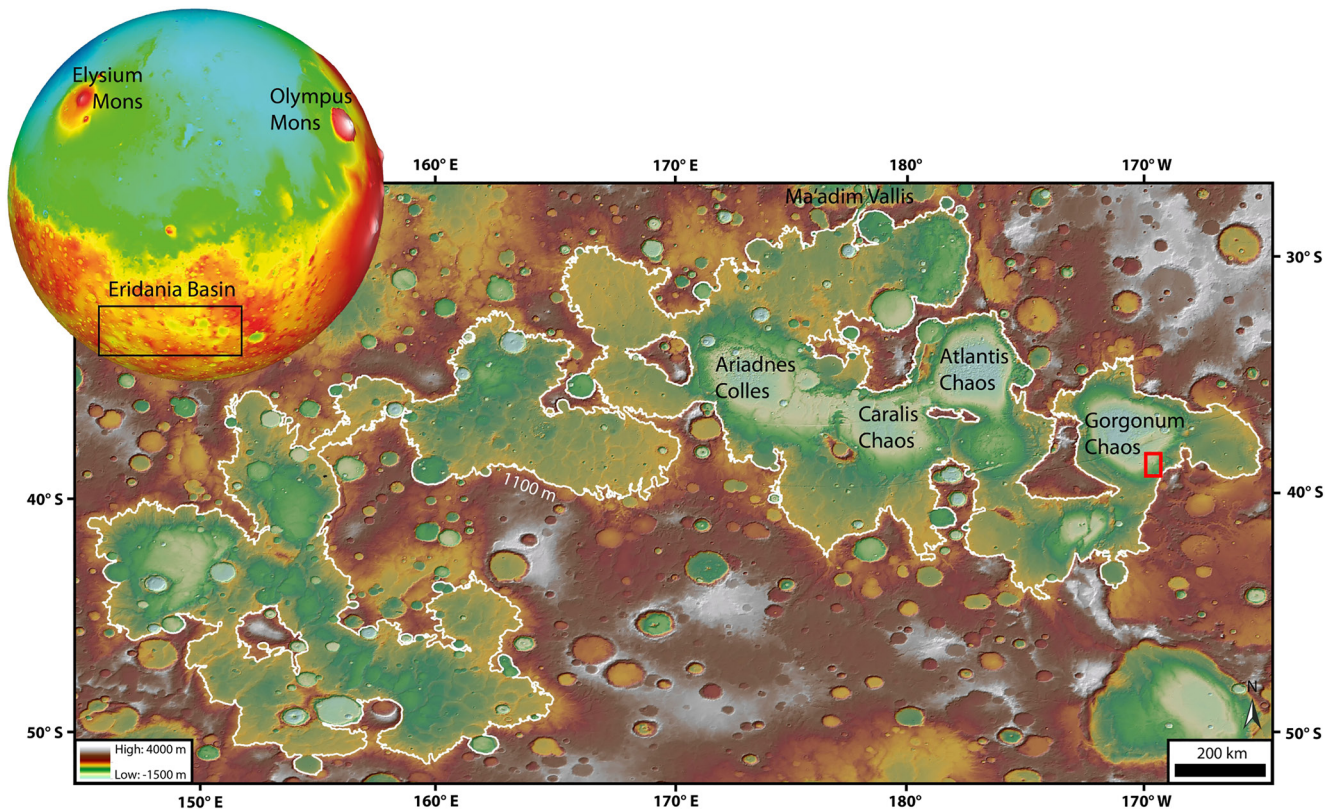 Elysium
Mons
Olympus
Mons
Eridania Basin
160° E
170° E
180°
170° W
Ma'adim Vallis
30° S
Ariadnes
Colles
Atlantis
Chaos
Caralis
Chaos
Gorgonum
Chaos
40° S
1100 m
40° S
50° S
High: 4000 m
Low: -1500 m
N
50° S
200 km
150° E
160° E
170° E
180°
170° W